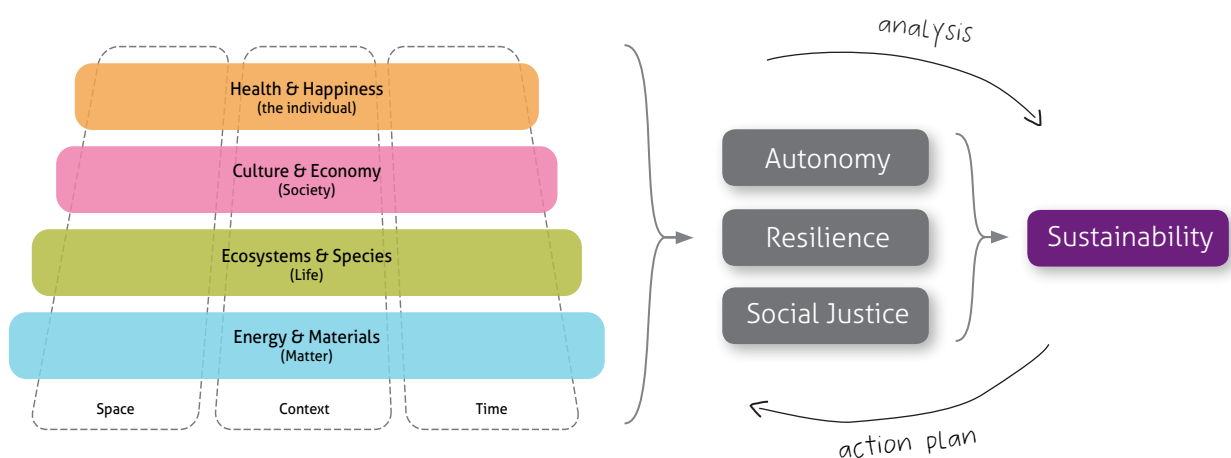 Health & Happiness
(the individual)
Culture & Economy
(Society)
Ecosystems & Species
(Life)
Energy & Materials
(Matter)
Space
Context
Time
analysis
Autonomy
Resilience
Social Justice
Sustainability
action plan